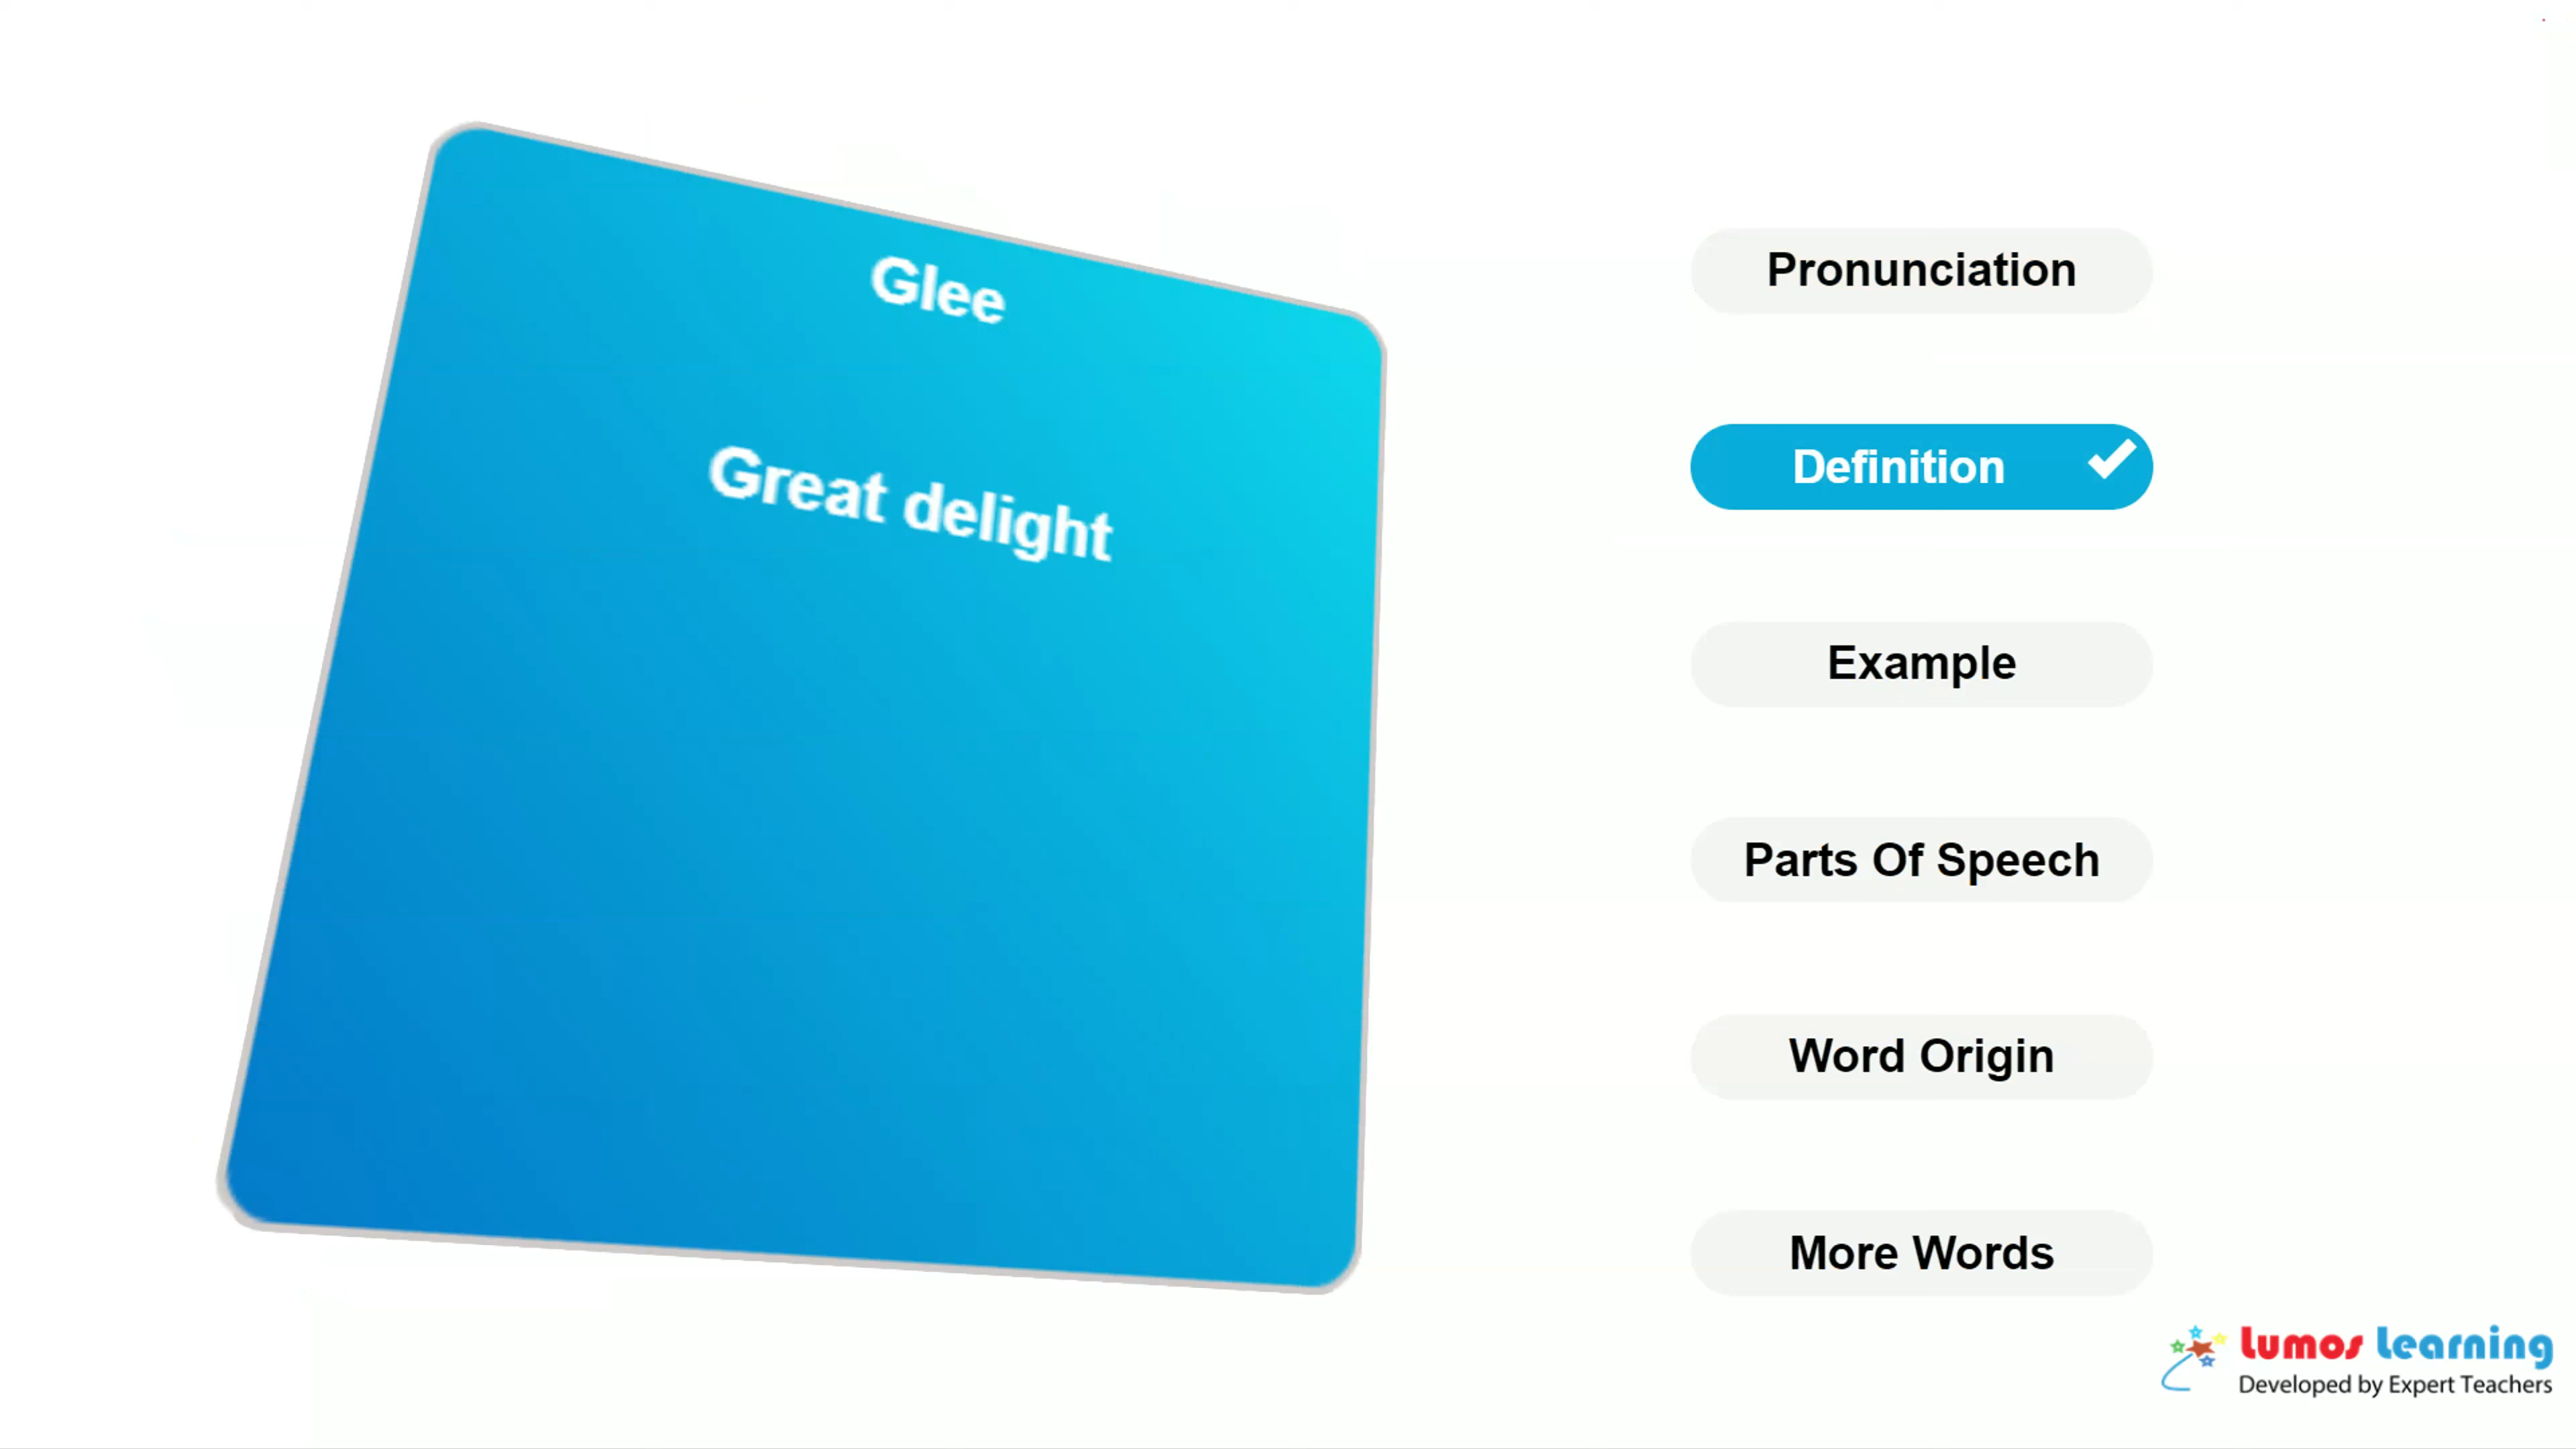 Glee
Great delight
Pronunciation
Definition
Example
Parts Of Speech
Word Origin
More Words
Lumos Learning
Developed by Expert Teachers